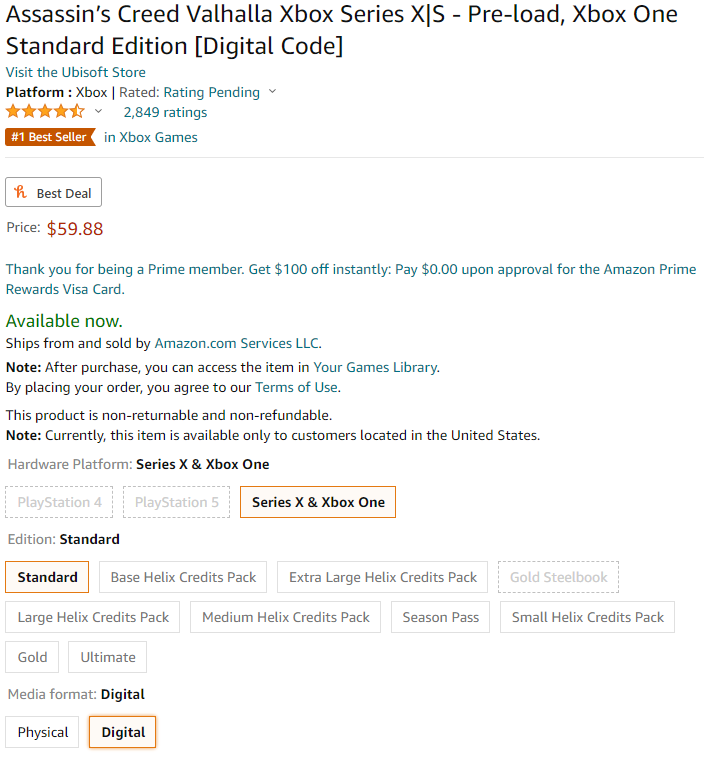 Assassin's Creed Valhalla Xbox Series X|S - Pre-load, Xbox One
Standard Edition [Digital Code]
Visit the Ubisoft Store
Platform : Xbox | Rated: Rating Pending
2,849 ratings
#1 Best Seller in Xbox Games
Best Deal
Price: $59.88
Thank you for being a Prime member. Get $100 off instantly: Pay $0.00 upon approval for the Amazon Prime
Rewards Visa Card.
Available now.
Ships from and sold by Amazon.com Services LLC.
Note: After purchase, you can access the item in Your Games Library.
By placing your order, you agree to our Terms of Use.
This product is non-returnable and non-refundable.
Note: Currently, this item is available only to customers located in the United States.
Hardware Platform: Series X & Xbox One
PlayStation 4 PlayStation 5 Series X & Xbox One
Edition: Standard
Standard Base Helix Credits Pack Extra Large Helix Credits Pack Gold Steelbook
Large Helix Credits Pack Medium Helix Credits Pack Season Pass Small Helix Credits Pack
Gold Ultimate
Media format: Digital
Physical Digital